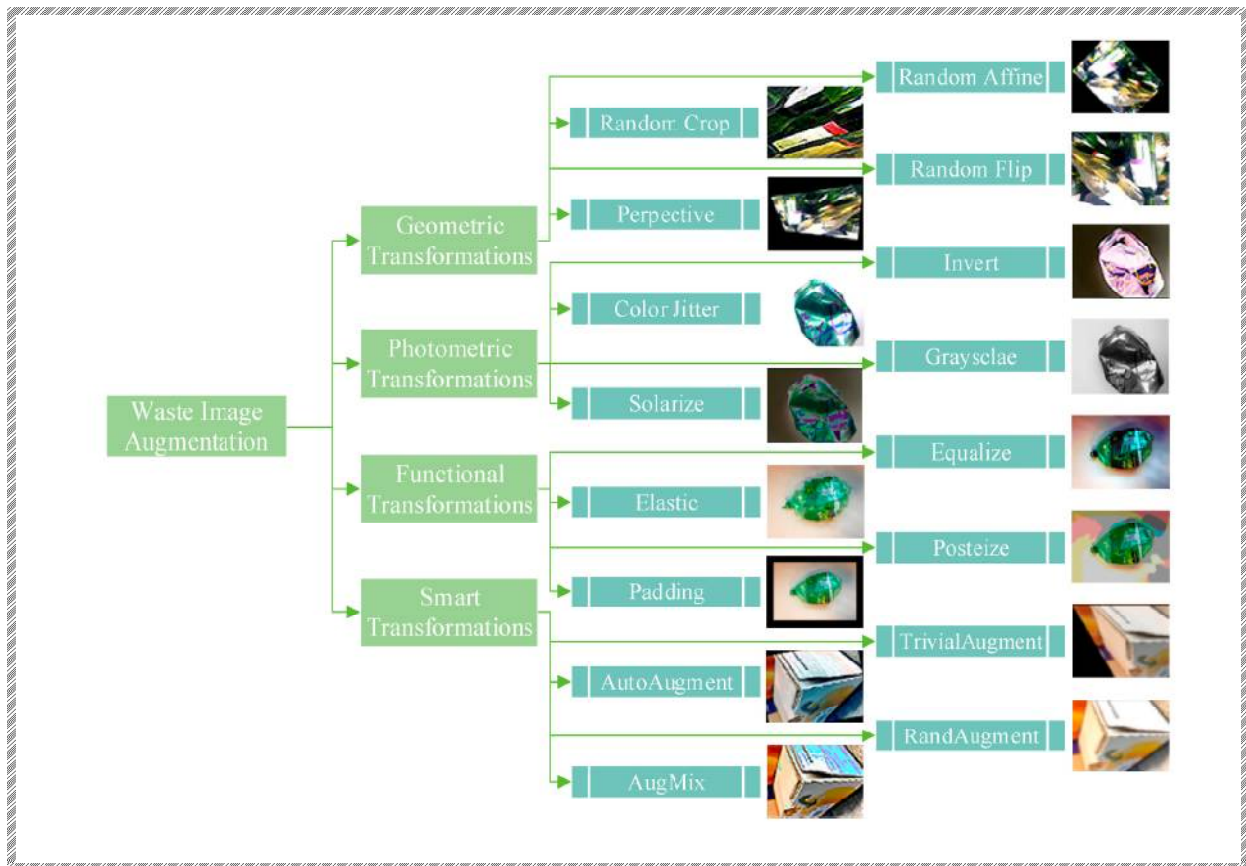 Waste Image
Augmentation
Geometric
Transformations
Random Affine
Random Crop
Random Flip
Perpective
Photometric
Transformations
Invert
Color Jitter
Graysclae
Solarize
Functional
Transformations
Equalize
Elastic
Posteize
Padding
Smart
Transformations
TrivialAugment
AutoAugment
RandAugment
AugMix